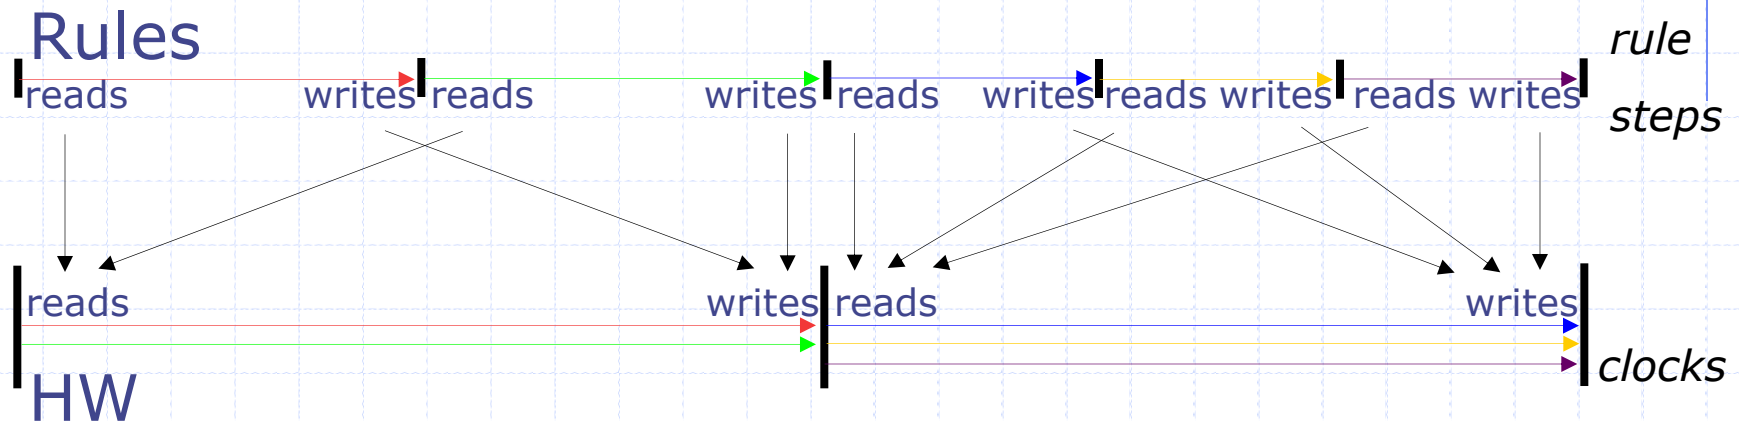 Rules
rule
reads writes reads writes reads writes reads writes reads writes
steps
reads writes reads writes
clocks
HW